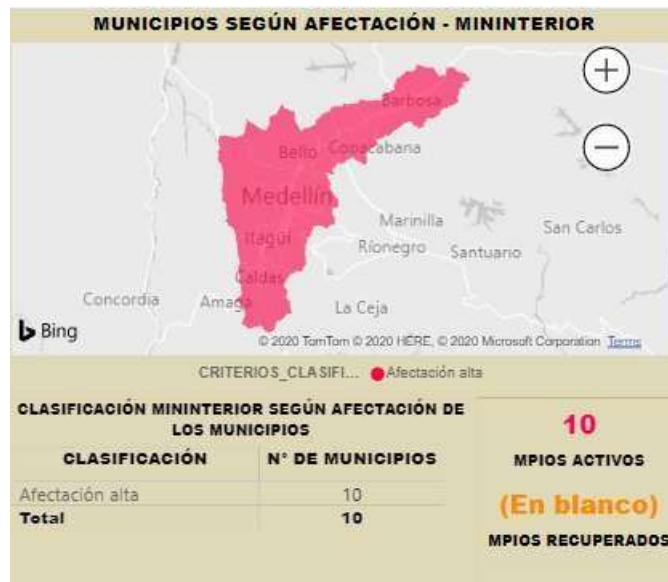 MUNICIPIOS SEGÚN AFECTACIÓN - MININTERIOR
Barbosa
Bello
Copacabana
Medellín
Marinilla
San Carlos
Itagüí
Ríonegro
Santuario
Caldas
Concordia
Amagá
La Ceja
Bing
© 2020 TomTom © 2020 HERE, © 2020 Microsoft Corporation Terms
CRITERIOS_CLASIFI... Afectación alta
CLASIFICACIÓN MININTERIOR SEGÚN AFECTACIÓN DE
LOS MUNICIPIOS
CLASIFICACIÓN N° DE MUNICIPIOS
Afectación alta 10
Total 10
10
MPIOS ACTIVOS
(En blanco)
MPIOS RECUPERADOS